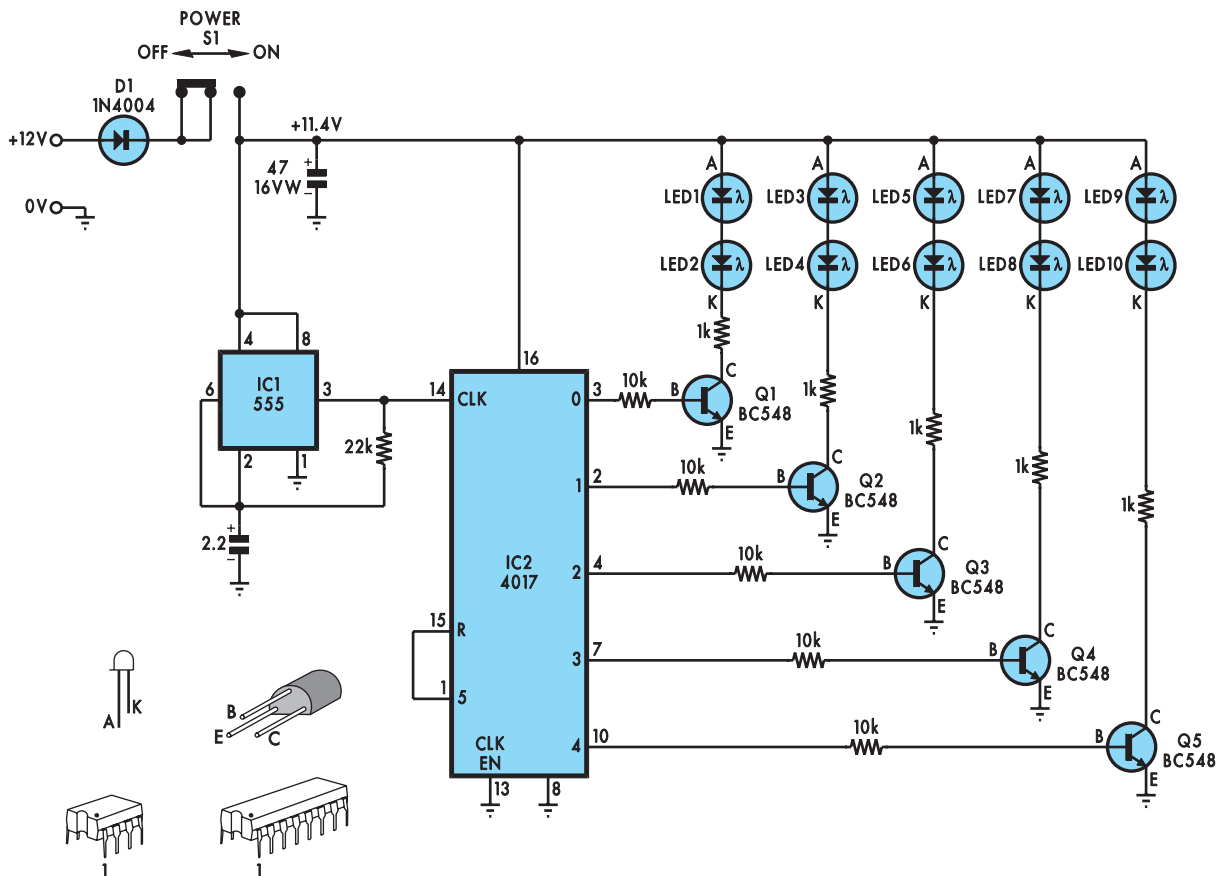 POWER
S1
OFF ON
D1
1N4004
+12V
+11.4V
47
16VW
+
−
0V
A A A A A
LED1 λ LED3 λ LED5 λ LED7 λ LED9 λ
LED2 λ LED4 λ LED6 λ LED8 λ LED10 λ
K K K K K
1k
4 8
16
6 IC1 3
555
2 1
22k
14 CLK
0 3 10k B C Q1
BC548
E
1k
1 2 10k B C Q2
BC548
E
1k
2.2
+
−
IC2
4017
2 4 10k B C Q3
BC548
E
1k
15 R
1 5
3 7 10k B C Q4
BC548
E
1k
CLK
EN
4 10 10k B C Q5
BC548
E
13 8
A K
B
E C
1 1